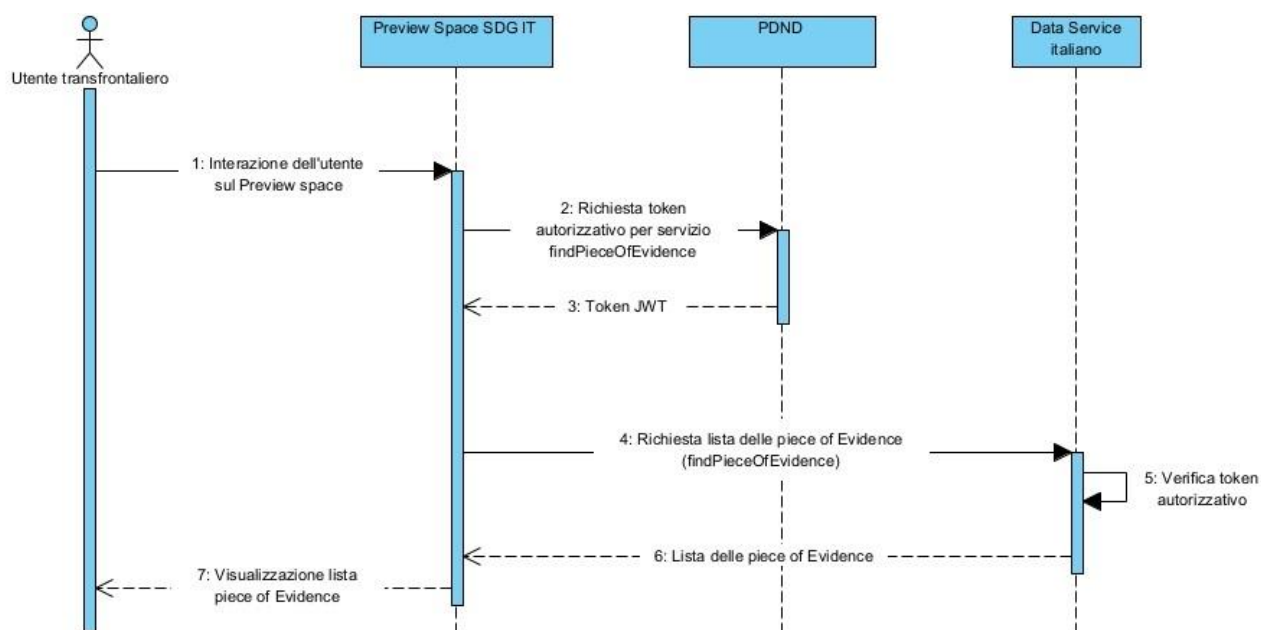 Preview Space SDG IT
PDND
Data Service
italiano
Utente transfrontaliero
1: Interazione dell'utente
sul Preview space
2: Richiesta token
autorizzativo per servizio
findPieceOfEvidence
3: Token JWT
4: Richiesta lista delle piece of Evidence
(findPieceOfEvidence)
5: Verifica token
autorizzativo
6: Lista delle piece of Evidence
7: Visualizzazione lista
piece of Evidence